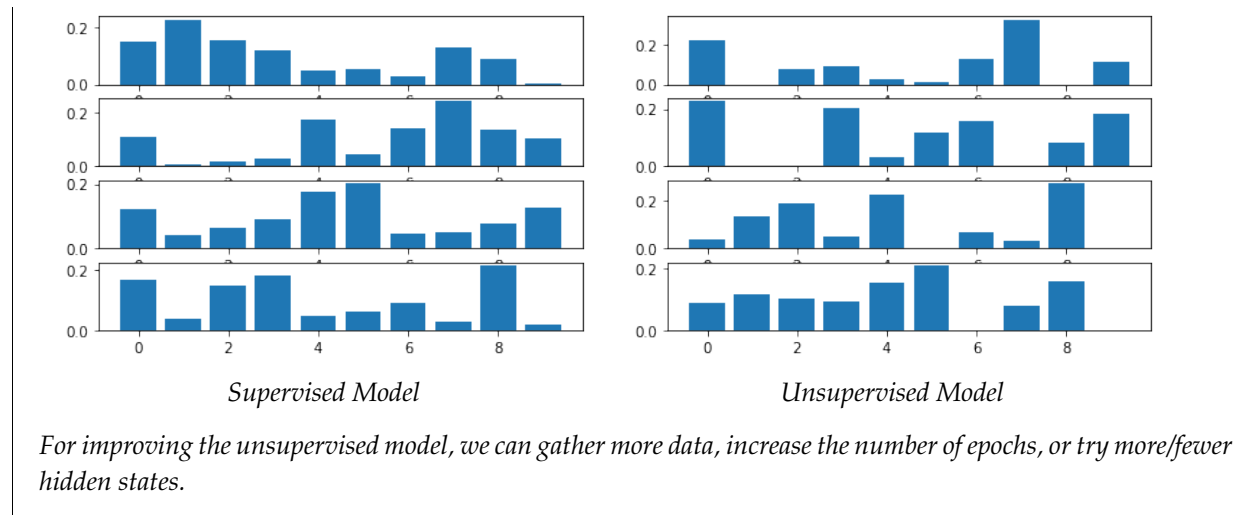 0.2
0.0
0.2
0.0
0.2
0.0
0.2
0.0
0 2 4 6 8
0.2
0.0
0.2
0.0
0.2
0.0
0.2
0.0
0 2 4 6 8
Supervised Model
Unsupervised Model
For improving the unsupervised model, we can gather more data, increase the number of epochs, or try more/fewer
hidden states.